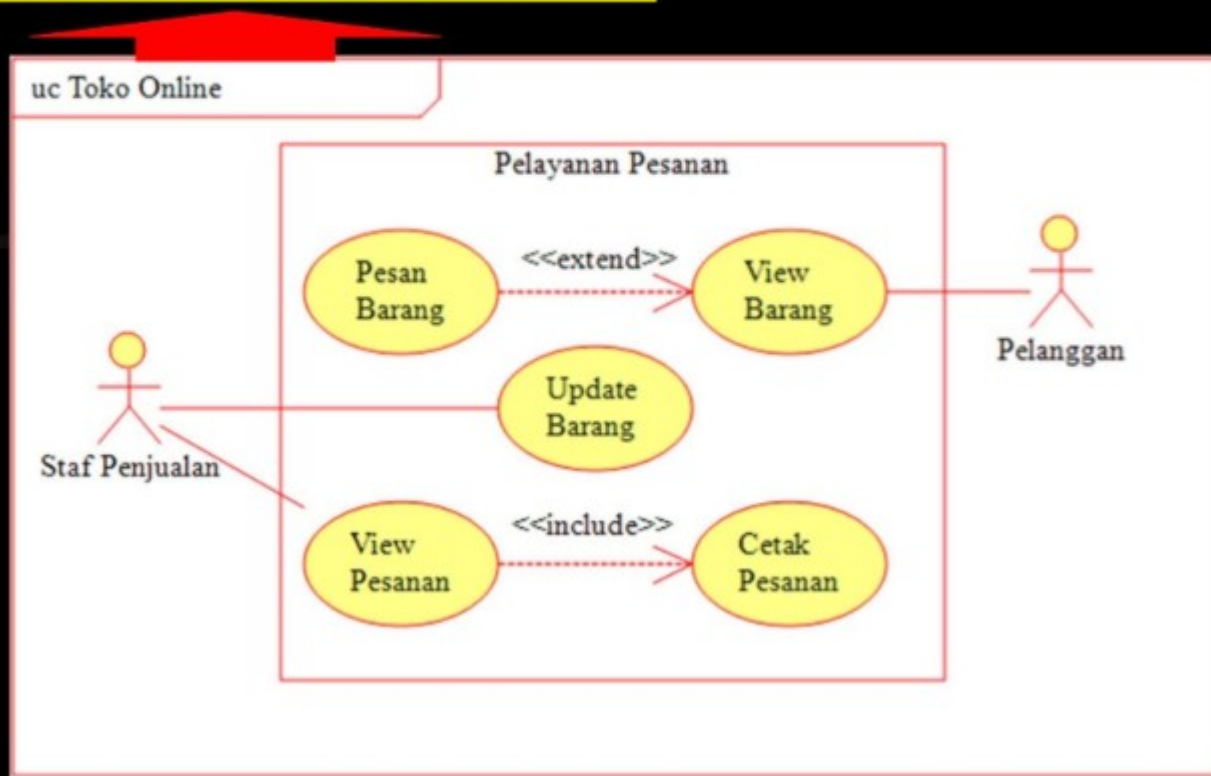 uc Toko Online
Pelayanan Pesanan
Pesan
Barang
<<extend>>
View
Barang
Pelanggan
Update
Barang
Staf Penjualan
View
Pesanan
<<include>>
Cetak
Pesanan